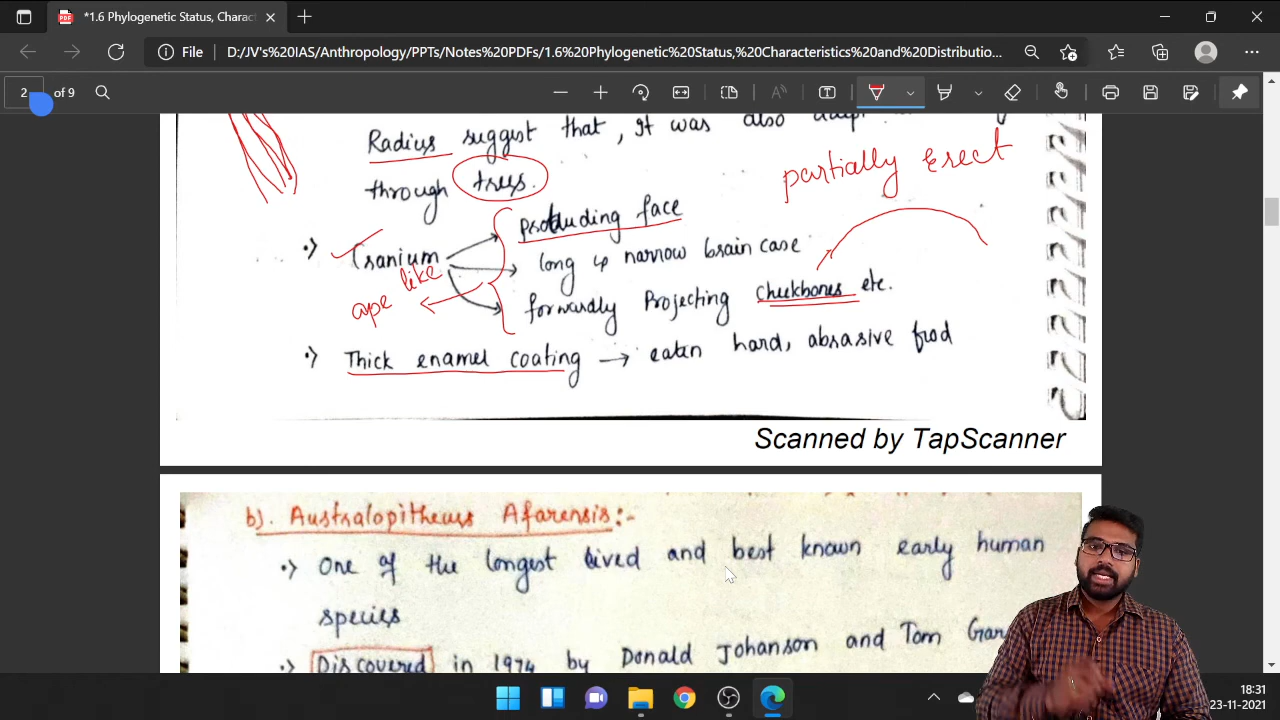 *1.6 Phylogenetic Status, Charac
File
D:/JV's%20IAS/Anthropology/PPTs/Notes%20PDFs/1.6%20Phylogenetic%20Status,%20Characteristics%20and%20Distributio...
2 of 9
Radius suggest that, it was also
partially Erect
through trees.
Cranium
protuding face
long & narrow brain case
ape like
forwardly Projecting Cheekbones etc.
Thick enamel coating → eaten hard, abrasive food
Scanned by TapScanner
b). Australopithecus Afarensis:-
One of the longest lived and best known early human
species
Discovered in 1974 by Donald Johanson and Tom
18:31
23-11-2021